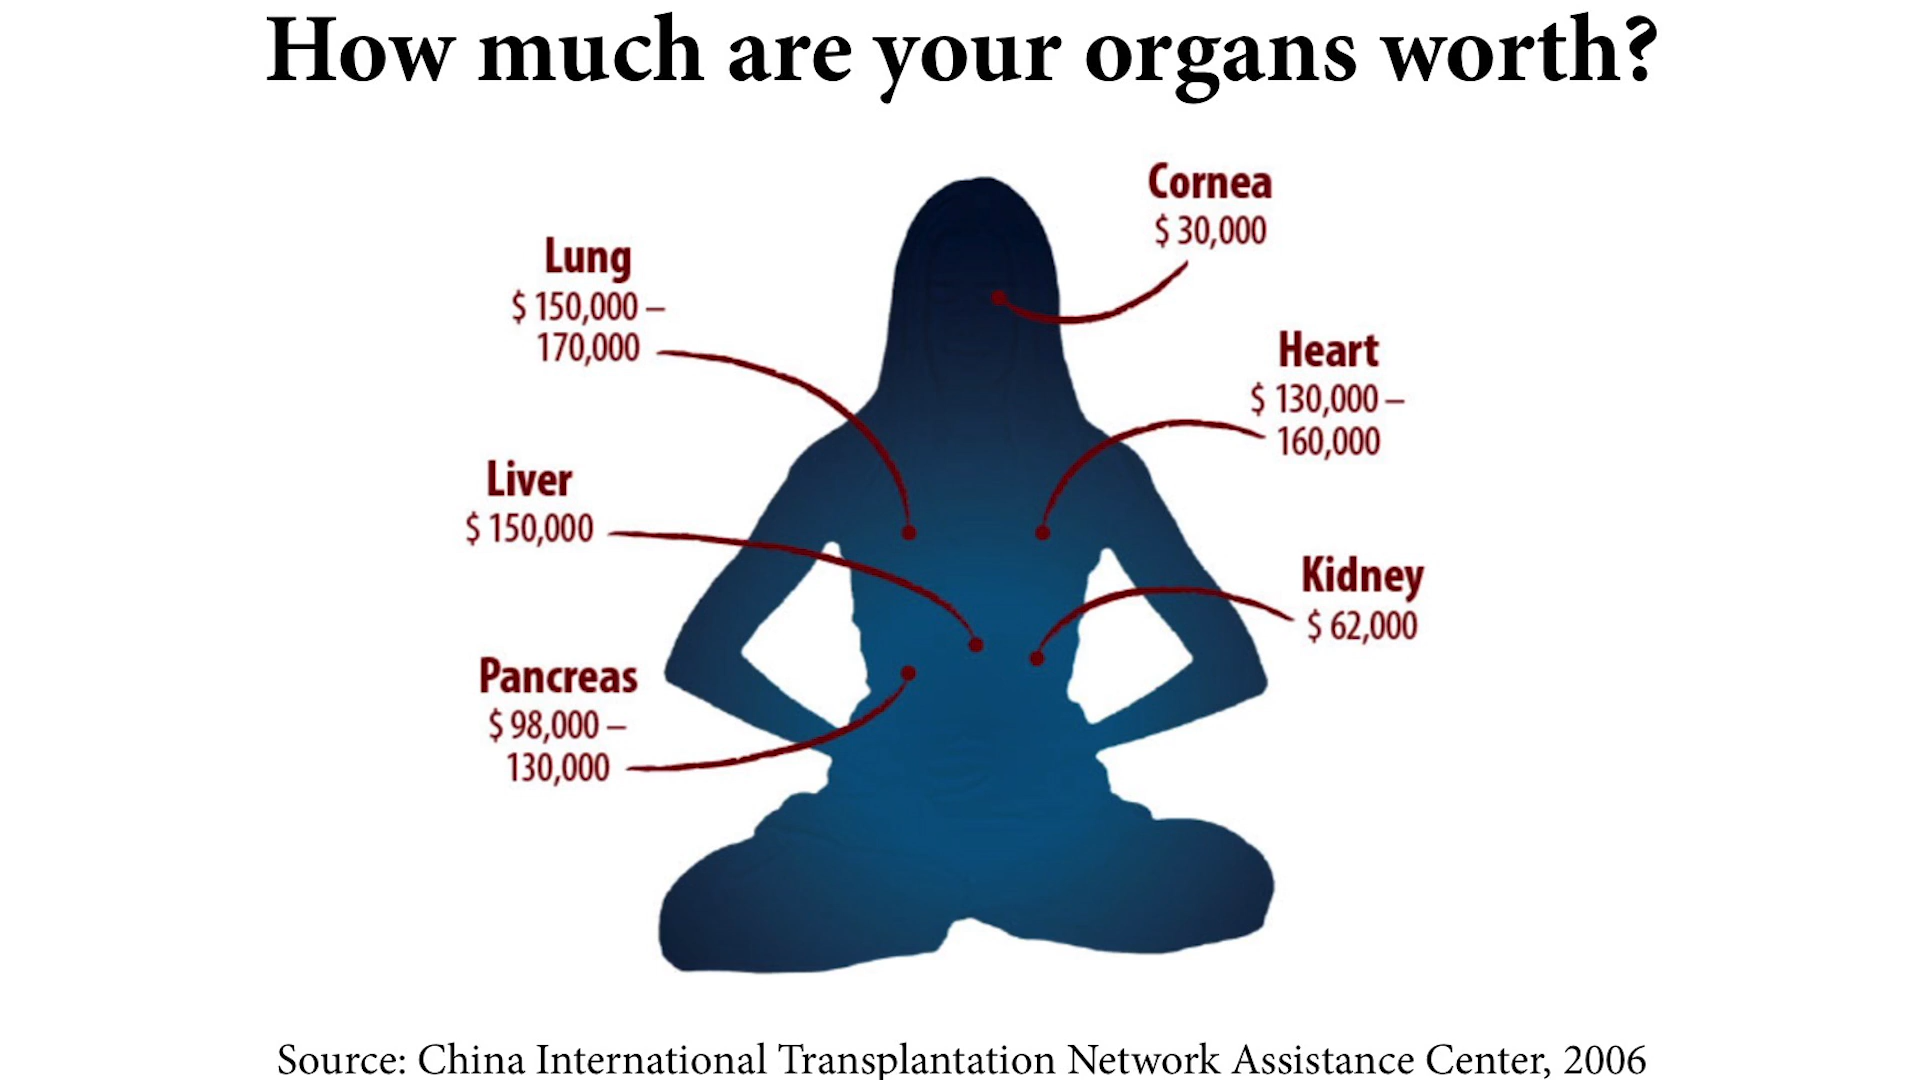 How much are your organs worth?
Cornea
$ 30,000
Lung
$ 150,000 –
170,000
Heart
$ 130,000 –
160,000
Liver
$ 150,000
Kidney
$ 62,000
Pancreas
$ 98,000 –
130,000
Source: China International Transplantation Network Assistance Center, 2006